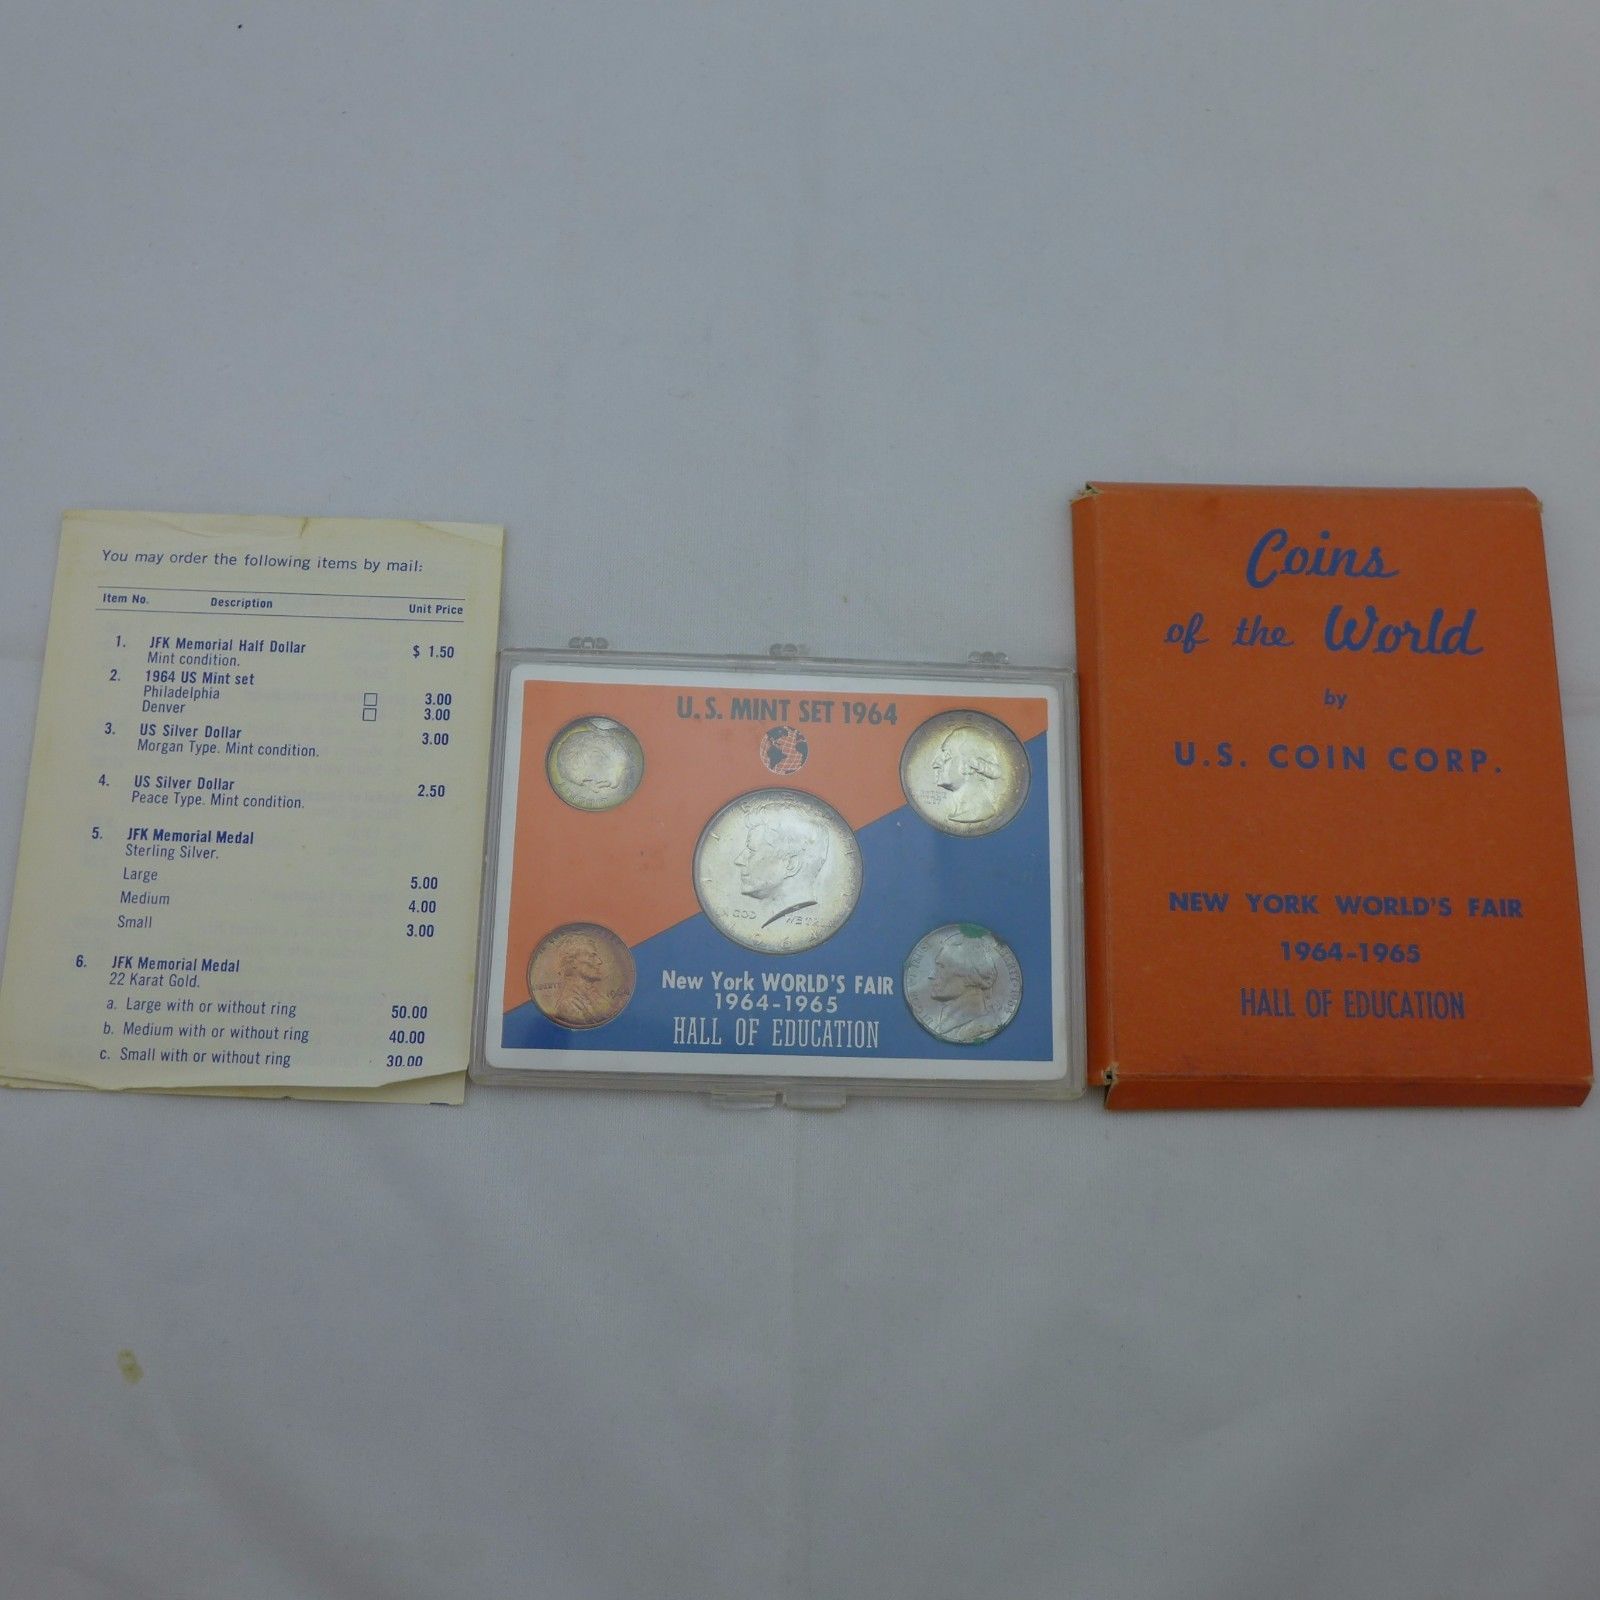 You may order the following items by mail:
Item No. Description Unit Price
1. JFK Memorial Half Dollar $ 1.50
Mint condition.
2. 1964 US Mint set
Philadelphia 3.00
Denver 3.00
3. US Silver Dollar 3.00
Morgan Type. Mint condition.
4. US Silver Dollar 2.50
Peace Type. Mint condition.
5. JFK Memorial Medal
Sterling Silver.
Large 5.00
Medium 4.00
Small 3.00
6. JFK Memorial Medal
22 Karat Gold.
a. Large with or without ring 50.00
b. Medium with or without ring 40.00
c. Small with or without ring 30.00
U.S. MINT SET 1964
GOD WE
LIBERTY 1964
New York WORLD'S FAIR
1964-1965
HALL OF EDUCATION
Coins
of the World
by
U.S. COIN CORP.
NEW YORK WORLD'S FAIR
1964-1965
HALL OF EDUCATION